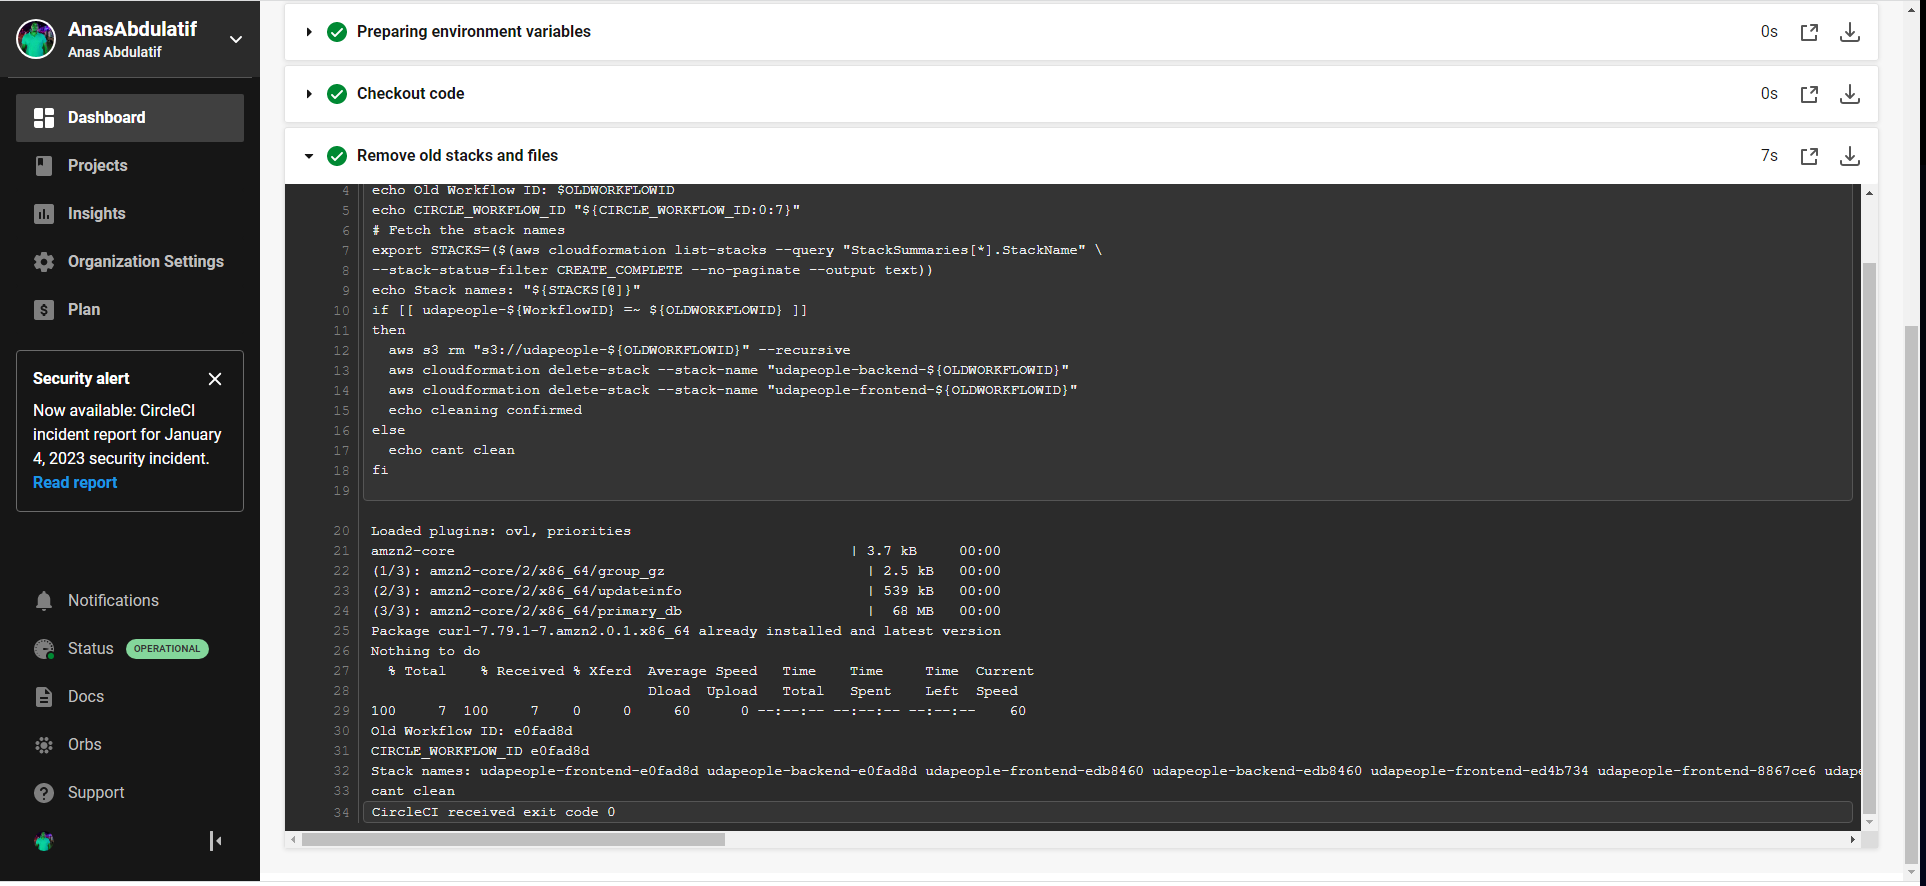 AnasAbdulatif
Anas Abdulatif
Dashboard
Projects
Insights
Organization Settings
Plan
Security alert
Now available: CircleCI
incident report for January
4, 2023 security incident.
Read report
Notifications
Status OPERATIONAL
Docs
Orbs
Support
Preparing environment variables 0s
Checkout code 0s
Remove old stacks and files 7s
4 echo Old Workflow ID: $OLDWORKFLOWID
5 echo CIRCLE_WORKFLOW_ID "${CIRCLE_WORKFLOW_ID:0:7}"
6 # Fetch the stack names
7 export STACKS=($(aws cloudformation list-stacks --query "StackSummaries[*].StackName" \
8 --stack-status-filter CREATE_COMPLETE --no-paginate --output text))
9 echo Stack names: "${STACKS[@]}"
10 if [[ udapeople-${WorkflowID} =~ ${OLDWORKFLOWID} ]]
11 then
12 aws s3 rm "s3://udapeople-${OLDWORKFLOWID}" --recursive
13 aws cloudformation delete-stack --stack-name "udapeople-backend-${OLDWORKFLOWID}"
14 aws cloudformation delete-stack --stack-name "udapeople-frontend-${OLDWORKFLOWID}"
15 echo cleaning confirmed
16 else
17 echo cant clean
18 fi
19
20 Loaded plugins: ovl, priorities
21 amzn2-core | 3.7 kB 00:00
22 (1/3): amzn2-core/2/x86_64/group_gz | 2.5 kB 00:00
23 (2/3): amzn2-core/2/x86_64/updateinfo | 539 kB 00:00
24 (3/3): amzn2-core/2/x86_64/primary_db | 68 MB 00:00
25 Package curl-7.79.1-7.amzn2.0.1.x86_64 already installed and latest version
26 Nothing to do
27 % Total % Received % Xferd Average Speed Time Time Time Current
28 Dload Upload Total Spent Left Speed
29 100 7 100 7 0 0 60 0 --:--:-- --:--:-- --:--:-- 60
30 Old Workflow ID: e0fad8d
31 CIRCLE_WORKFLOW_ID e0fad8d
32 Stack names: udapeople-frontend-e0fad8d udapeople-backend-e0fad8d udapeople-frontend-edb8460 udapeople-backend-edb8460 udapeople-frontend-ed4b734 udapeople-frontend-8867ce6 udape
33 cant clean
34 CircleCI received exit code 0